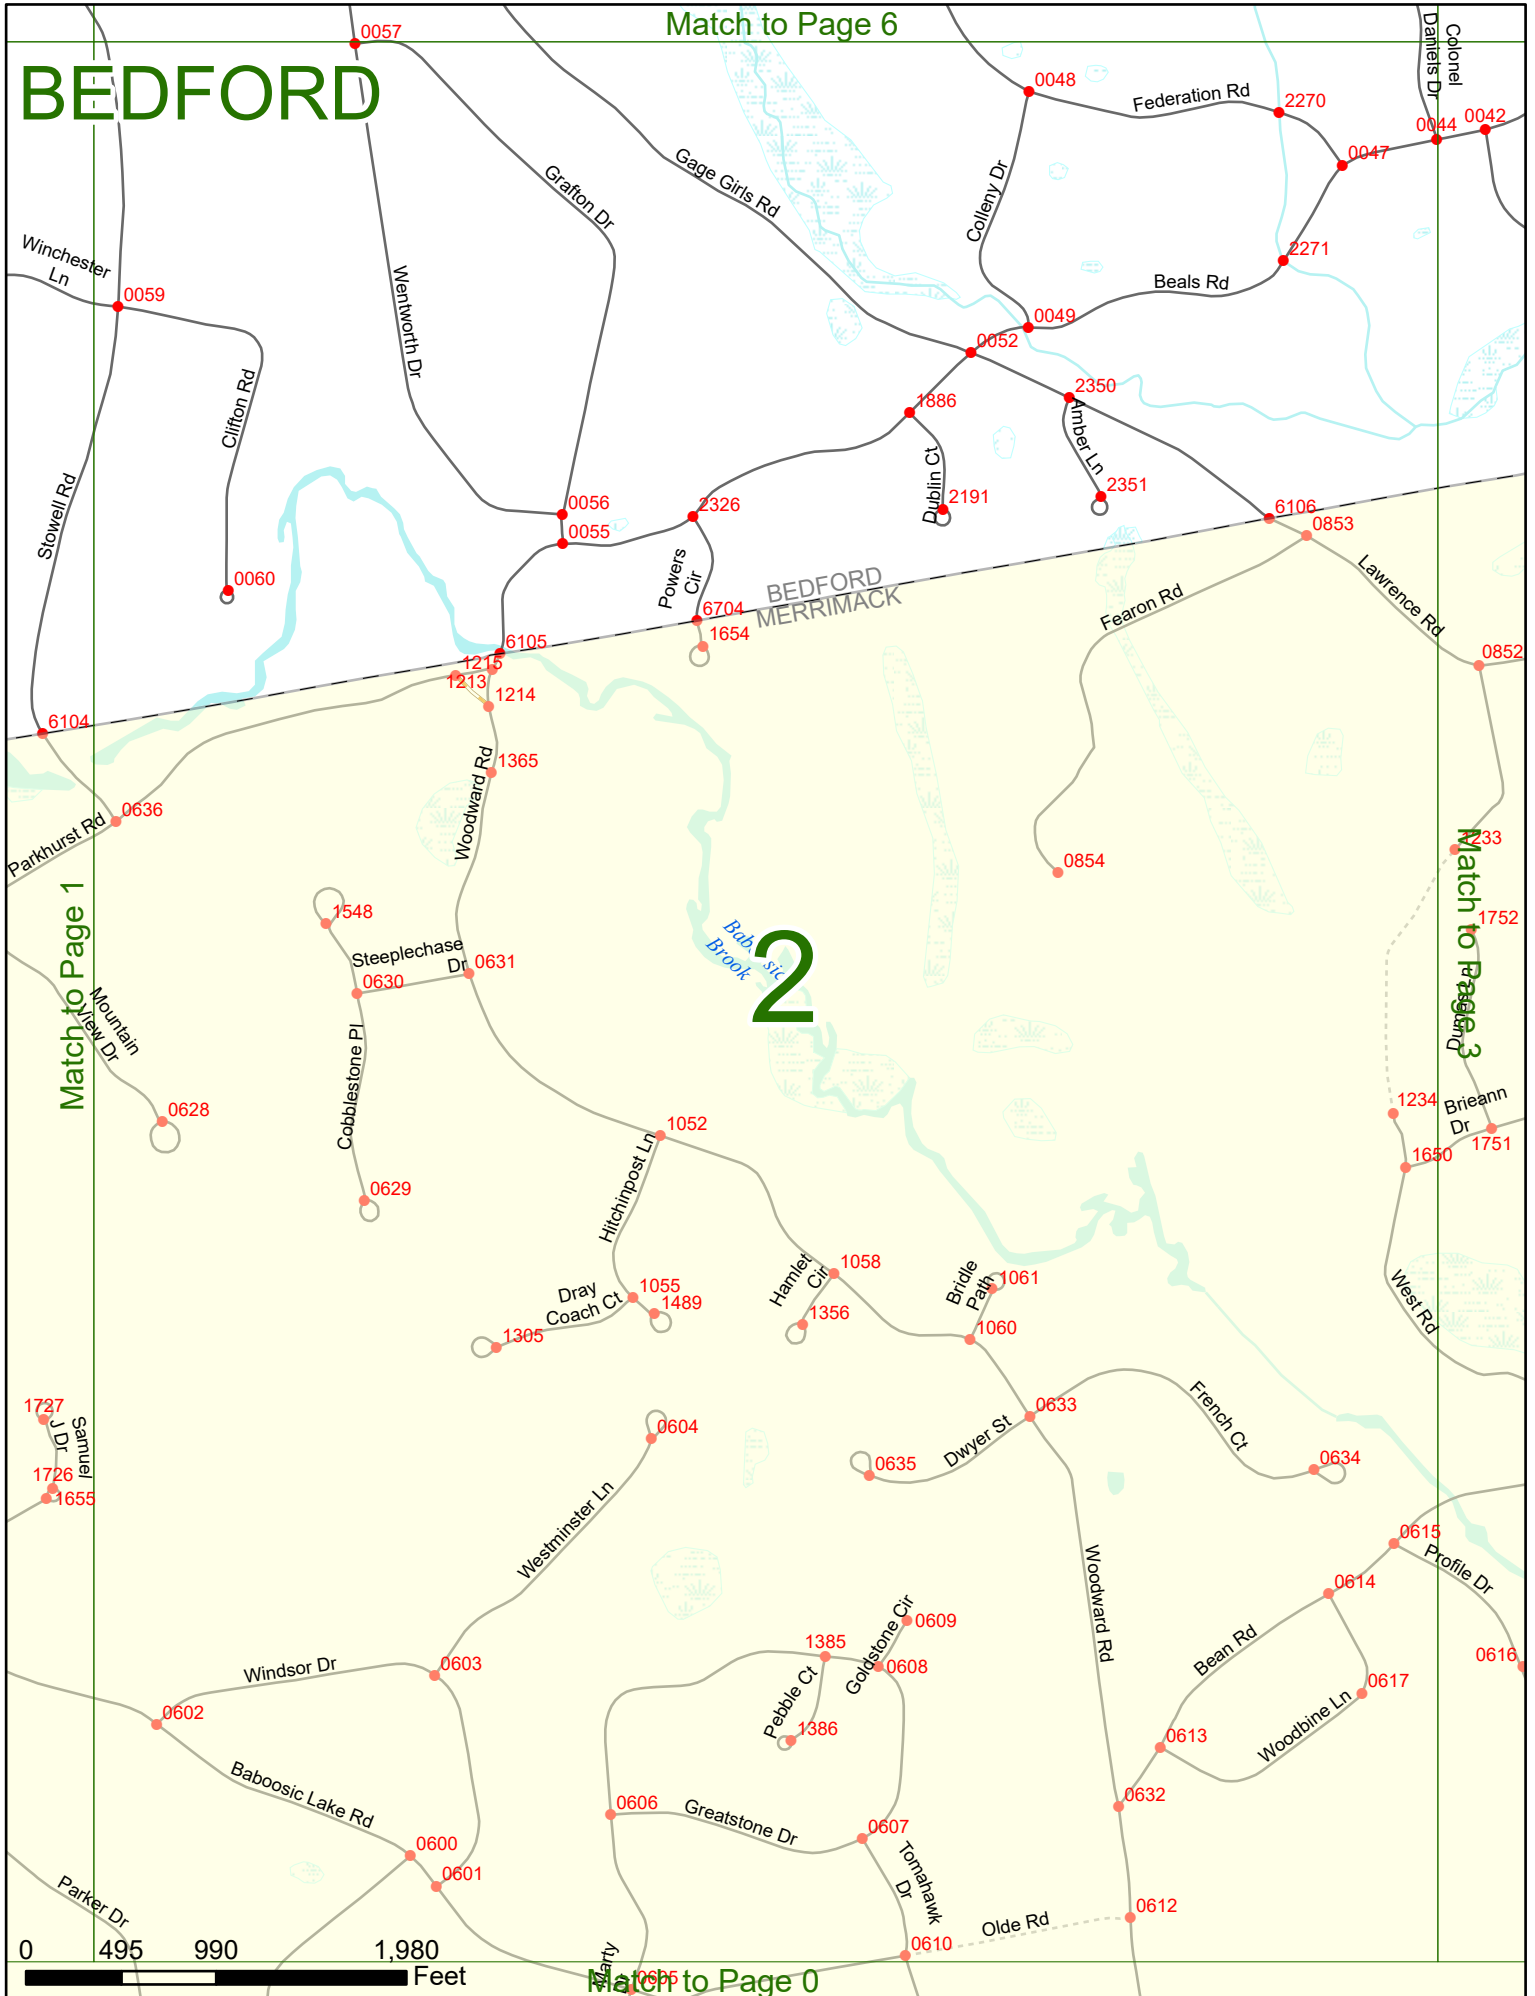 Match to Page 6
BEDFORD
0057
0048
Federation Rd
2270
Colonel
Daniels Dr
0044
0042
0047
Grafton Dr
Gage Girls Rd
Colleny Dr
Winchester
Ln
0059
Wentworth Dr
2271
Beals Rd
0049
0052
Clifton Rd
1886
2350
Amber Ln
Stowell Rd
Dublin Ct
2191
2351
0056
2326
0055
6106
0853
0060
Powers
Cir
BEDFORD
MERRIMACK
Fearon Rd
Lawrence Rd
6704
1654
6105
1215
1213
1214
0852
6104
1365
Woodward Rd
0636
Parkhurst Rd
1233
0854
Match to Page 1
Match to Page 3
1548
1752
Steeplechase
Dr
0631
0630
Brook
2
Mountain
View Dr
Cobblestone Pl
0628
1052
1234
Brieann
Dr
1751
1650
Hitchinpost Ln
0629
1058
Hamlet
Cir
Bridle
Path
1061
Dray
Coach Ct
1055
1489
1356
1305
1060
West Rd
1727
Samuel
J Dr
0604
0633
French Ct
Dwyer St
0635
0634
1726
1655
Westminster Ln
Woodward Rd
0615
Profile Dr
0614
Goldstone Cir
0609
Bean Rd
1385
0608
0616
Windsor Dr
0603
Pebble Ct
0617
0602
1386
Woodbine Ln
0613
Baboosic Lake Rd
0632
0606
Greatstone Dr
0607
0600
Tomahawk
Dr
0601
Parker Dr
0612
Olde Rd
0610
0 495 990 1,980
Feet
Marty
0605
Match to Page 0